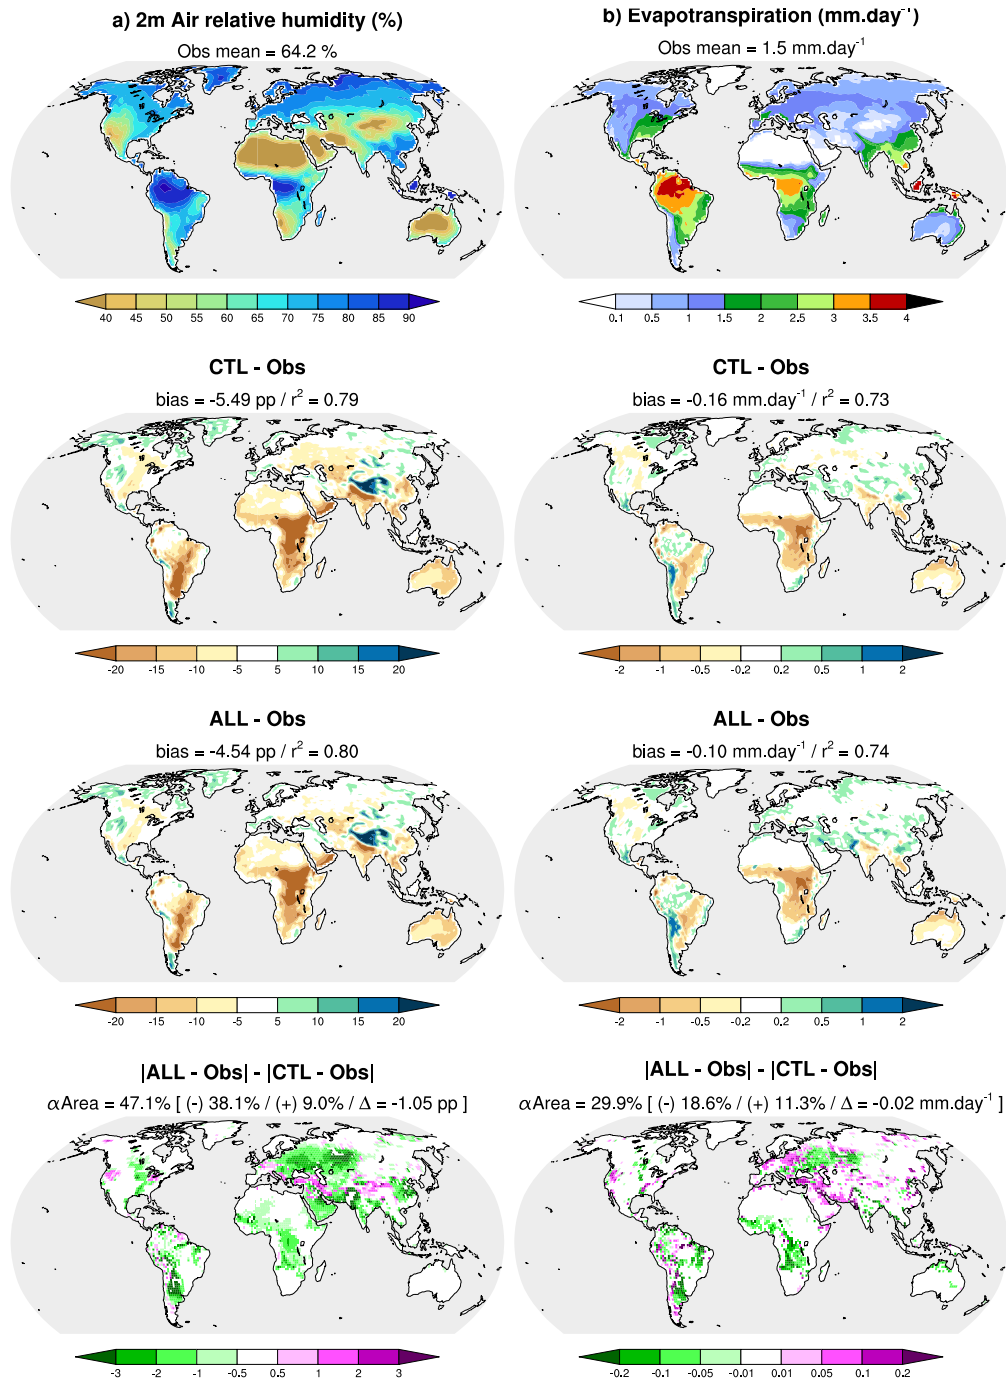 a) 2m Air relative humidity (%)
Obs mean = 64.2 %
40 45 50 55 60 65 70 75 80 85 90
b) Evapotranspiration (mm.day⁻¹)
Obs mean = 1.5 mm.day⁻¹
0.1 0.5 1 1.5 2 2.5 3 3.5 4
CTL - Obs
bias = -5.49 pp / r² = 0.79
-20 -15 -10 -5 5 10 15 20
CTL - Obs
bias = -0.16 mm.day⁻¹ / r² = 0.73
-2 -1 -0.5 -0.2 0.2 0.5 1 2
ALL - Obs
bias = -4.54 pp / r² = 0.80
-20 -15 -10 -5 5 10 15 20
ALL - Obs
bias = -0.10 mm.day⁻¹ / r² = 0.74
-2 -1 -0.5 -0.2 0.2 0.5 1 2
|ALL - Obs| - |CTL - Obs|
αArea = 47.1% [ (-) 38.1% / (+) 9.0% / Δ = -1.05 pp ]
-3 -2 -1 -0.5 0.5 1 2 3
|ALL - Obs| - |CTL - Obs|
αArea = 29.9% [ (-) 18.6% / (+) 11.3% / Δ = -0.02 mm.day⁻¹ ]
-0.2 -0.1 -0.05 -0.01 0.01 0.05 0.1 0.2